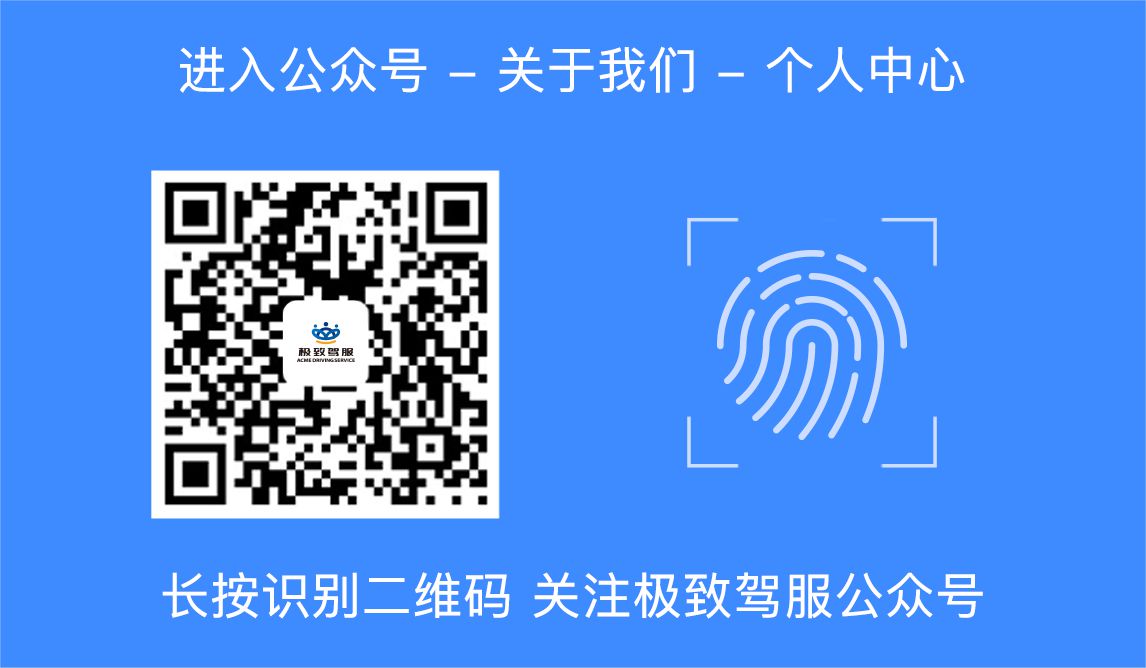 进入公众号 – 关于我们 – 个人中心
极致驾服
ACME DRIVING SERVICE
长按识别二维码 关注极致驾服公众号